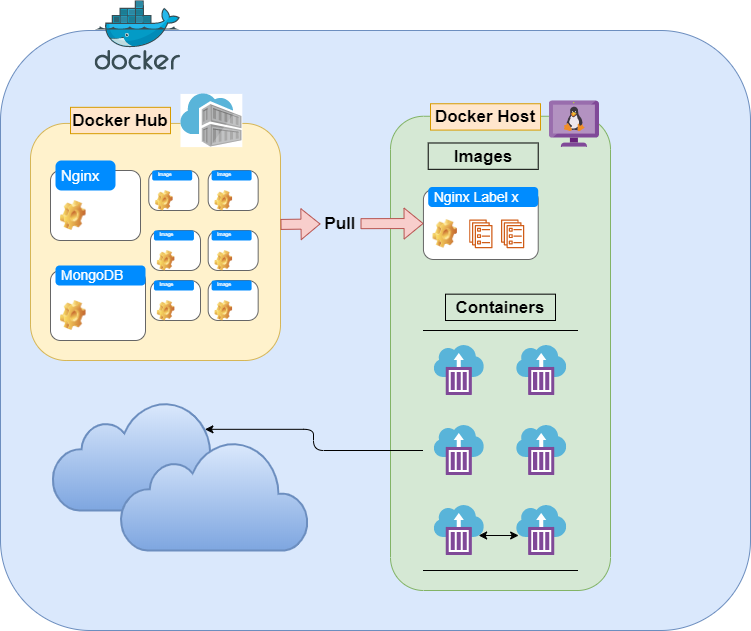 docker
Docker Hub
Nginx
Image
Image
Image
Image
MongoDB
Image
Image
Pull
Docker Host
Images
Nginx Label x
Containers